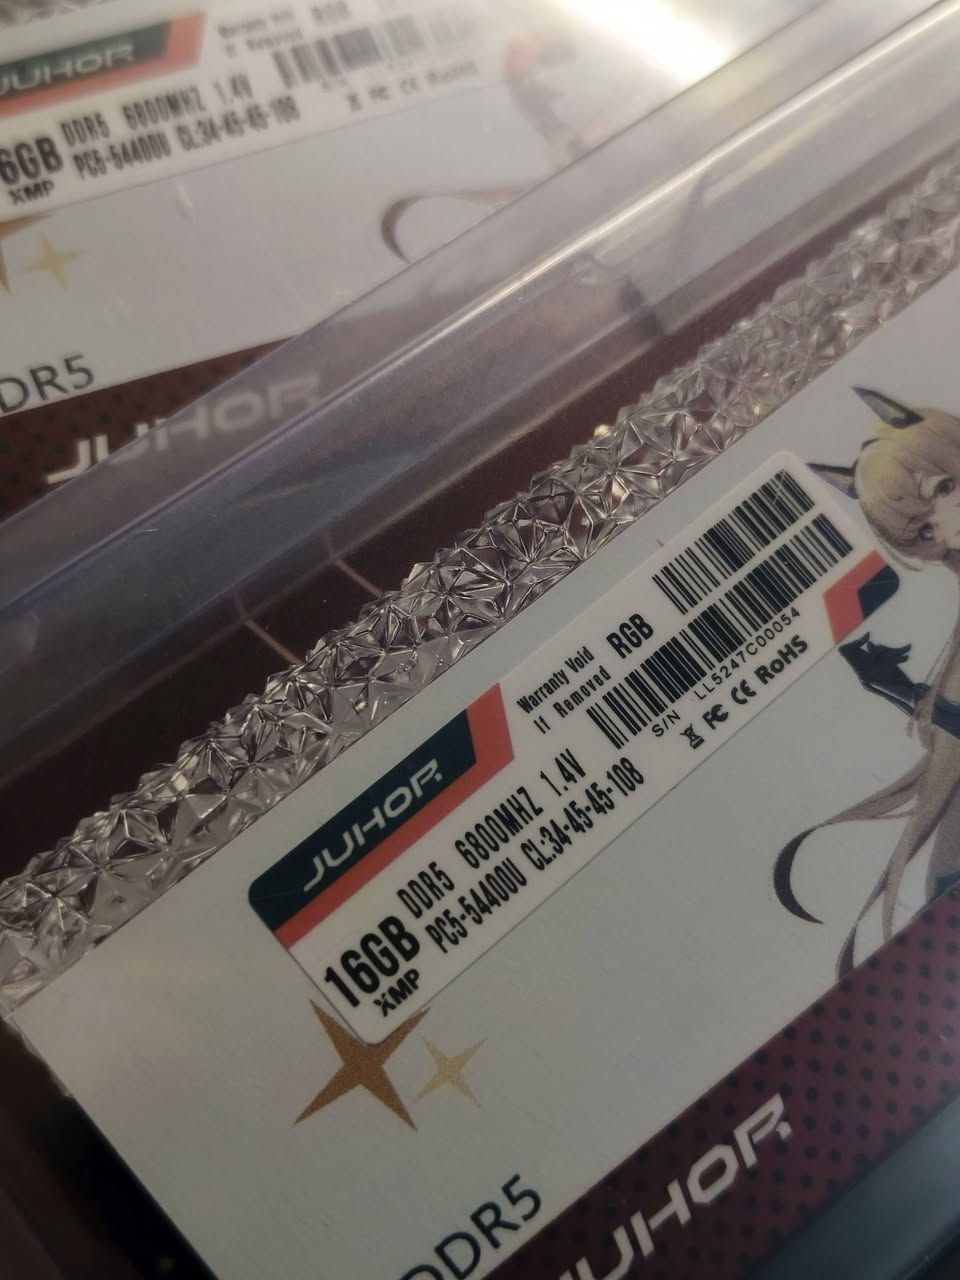 JUHOR
RGB
6GB
DDR5 6800MHZ 1.4V
XMP
PC5-54400U CL:34-45-45-108
DDR5
JUHOR
JUHOR
Warranty Void
If Removed
RGB
S/N LL5247C00054
FC CE RoHS
16GB
XMP
DDR5 6800MHZ 1.4V
PC5-54400U CL:34-45-45-108
DDR5
JUHOR